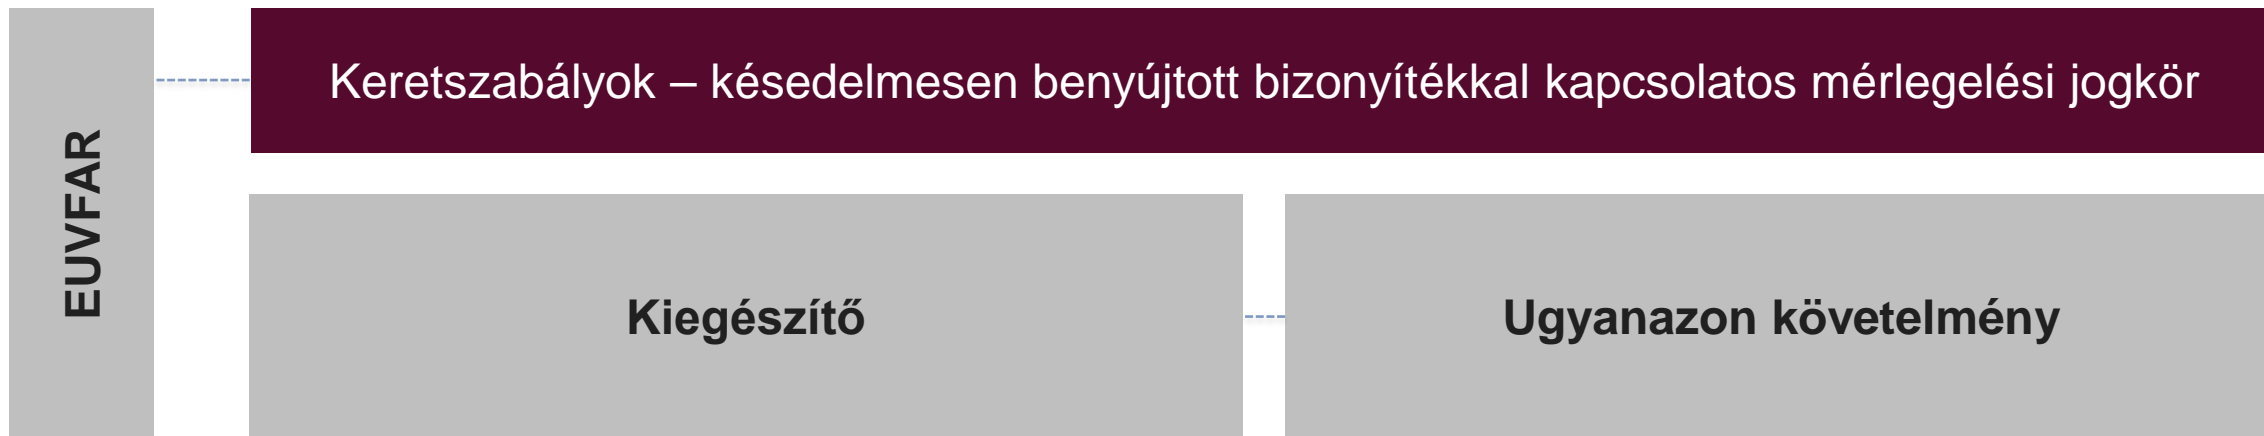 EUVFAR
Keretszabályok – késedelmesen benyújtott bizonyítékkal kapcsolatos mérlegelési jogkör
Kiegészítő
Ugyanazon követelmény